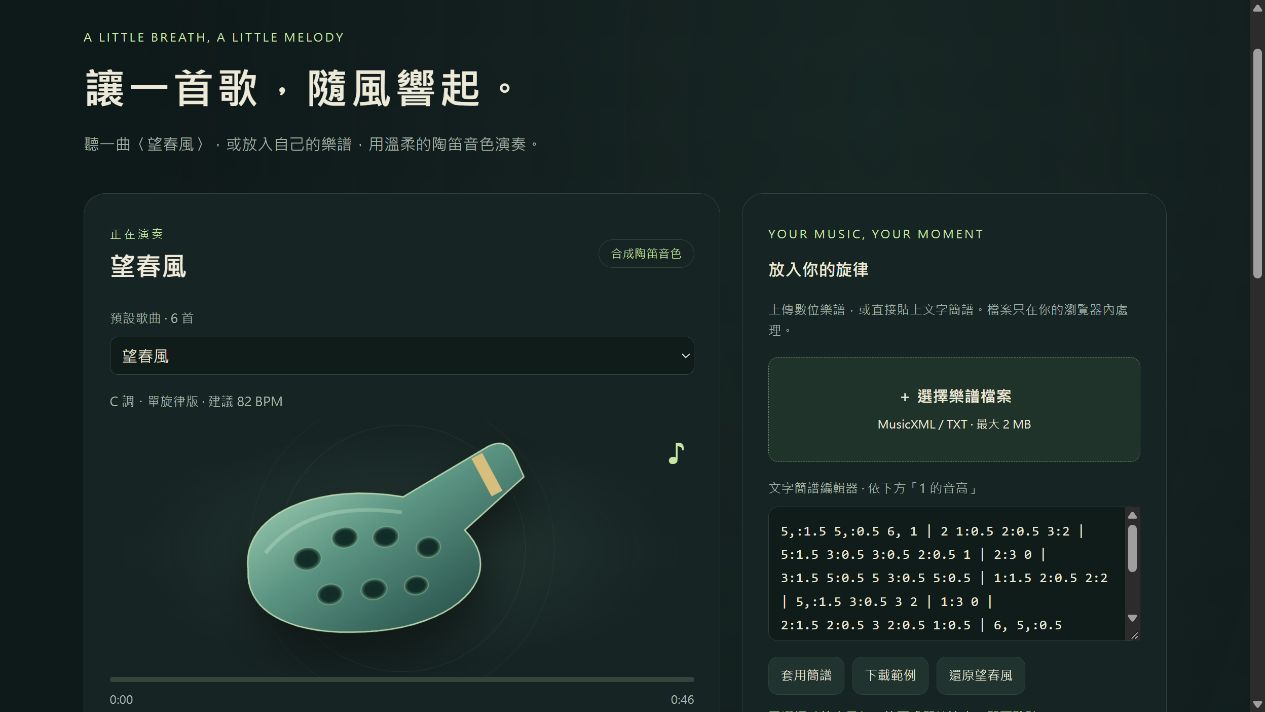 A LITTLE BREATH, A LITTLE MELODY
讓一首歌，隨風響起。
聽一曲〈望春風〉，或放入自己的樂譜，用溫柔的陶笛音色演奏。
正在演奏
望春風
合成陶笛音色
預設歌曲 · 6 首
望春風
C 調 · 單旋律版 · 建議 82 BPM
0:00
0:46
YOUR MUSIC, YOUR MOMENT
放入你的旋律
上傳數位樂譜，或直接貼上文字簡譜。檔案只在你的瀏覽器內處
理。
+ 選擇樂譜檔案
MusicXML / TXT · 最大 2 MB
文字簡譜編輯器 · 依下方「1 的音高」
5,:1.5 5,:0.5 6, 1 | 2 1:0.5 2:0.5 3:2 |
5:1.5 3:0.5 3:0.5 2:0.5 1 | 2:3 0 |
3:1.5 5:0.5 5 3:0.5 5:0.5 | 1:1.5 2:0.5 2:2
| 5,:1.5 3:0.5 3 2 | 1:3 0 |
2:1.5 2:0.5 3 2:0.5 1:0.5 | 6, 5,:0.5
套用簡譜
下載範例
還原望春風